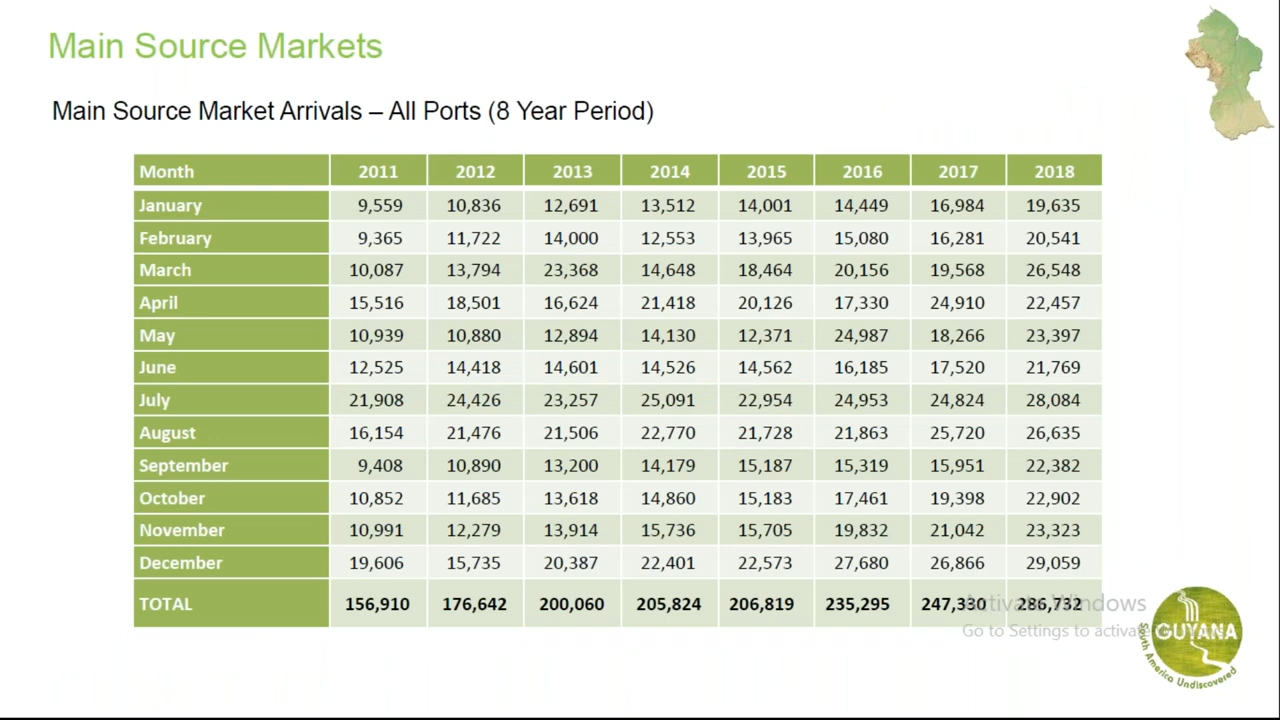 Main Source Markets
Main Source Market Arrivals – All Ports (8 Year Period)
Month 2011 2012 2013 2014 2015 2016 2017 2018
January 9,559 10,836 12,691 13,512 14,001 14,449 16,984 19,635
February 9,365 11,722 14,000 12,553 13,965 15,080 16,281 20,541
March 10,087 13,794 23,368 14,648 18,464 20,156 19,568 26,548
April 15,516 18,501 16,624 21,418 20,126 17,330 24,910 22,457
May 10,939 10,880 12,894 14,130 12,371 24,987 18,266 23,397
June 12,525 14,418 14,601 14,526 14,562 16,185 17,520 21,769
July 21,908 24,426 23,257 25,091 22,954 24,953 24,824 28,084
August 16,154 21,476 21,506 22,770 21,728 21,863 25,720 26,635
September 9,408 10,890 13,200 14,179 15,187 15,319 15,951 22,382
October 10,852 11,685 13,618 14,860 15,183 17,461 19,398 22,902
November 10,991 12,279 13,914 15,736 15,705 19,832 21,042 23,323
December 19,606 15,735 20,387 22,401 22,573 27,680 26,866 29,059
TOTAL 156,910 176,642 200,060 205,824 206,819 235,295 247,330 286,732
Activate Windows
Go to Settings to activate
GUYANA
South America Undiscovered